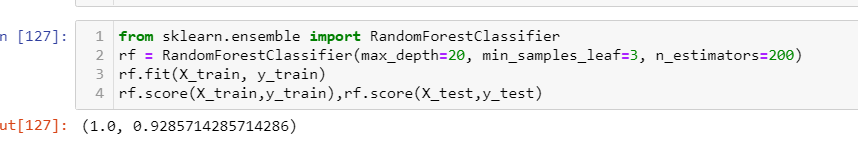 n [127]:
1 from sklearn.ensemble import RandomForestClassifier
2 rf = RandomForestClassifier(max_depth=20, min_samples_leaf=3, n_estimators=200)
3 rf.fit(X_train, y_train)
4 rf.score(X_train,y_train),rf.score(X_test,y_test)
ut[127]: (1.0, 0.9285714285714286)